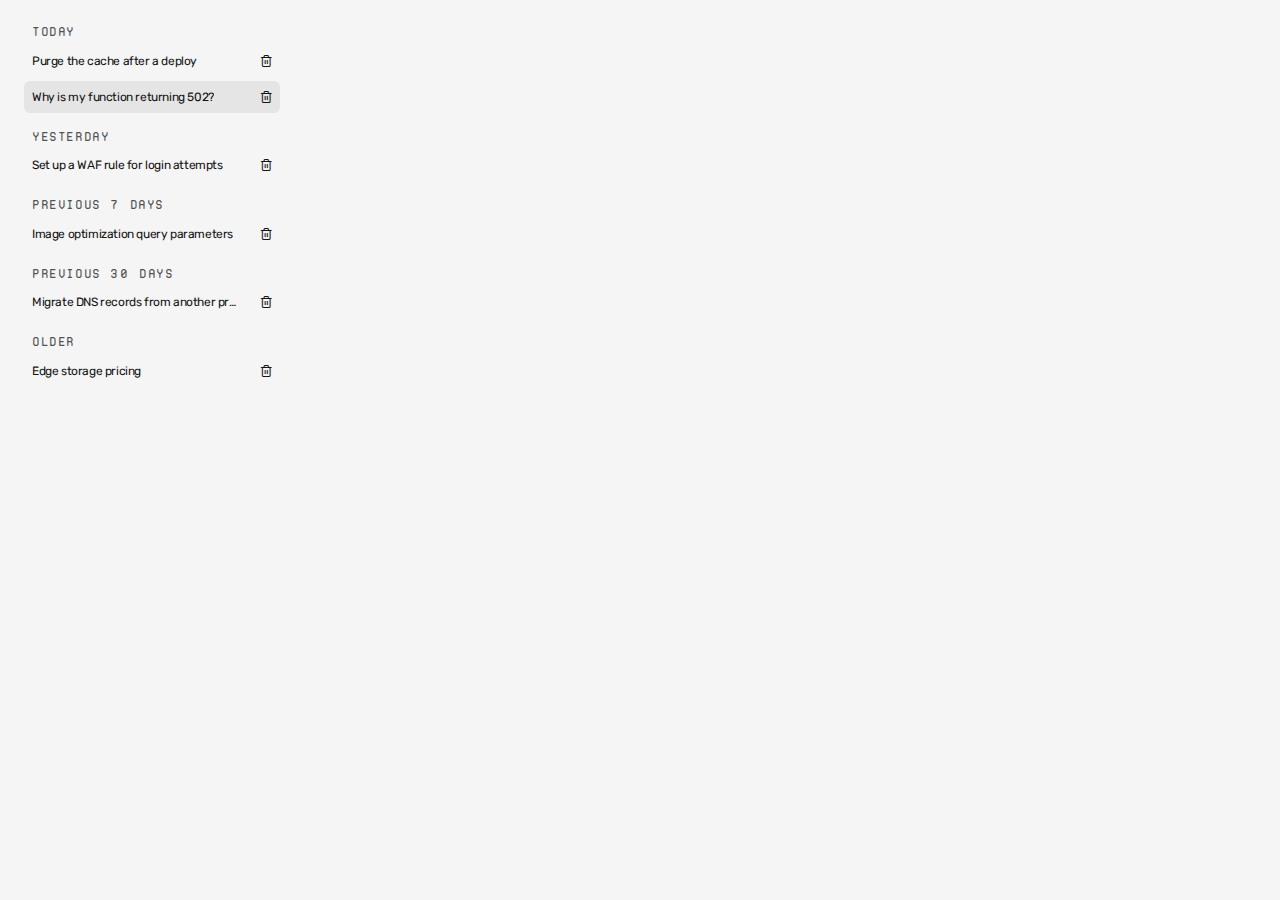 TODAY
Purge the cache after a deploy
Why is my function returning 502?
YESTERDAY
Set up a WAF rule for login attempts
PREVIOUS 7 DAYS
Image optimization query parameters
PREVIOUS 30 DAYS
Migrate DNS records from another pr...
OLDER
Edge storage pricing